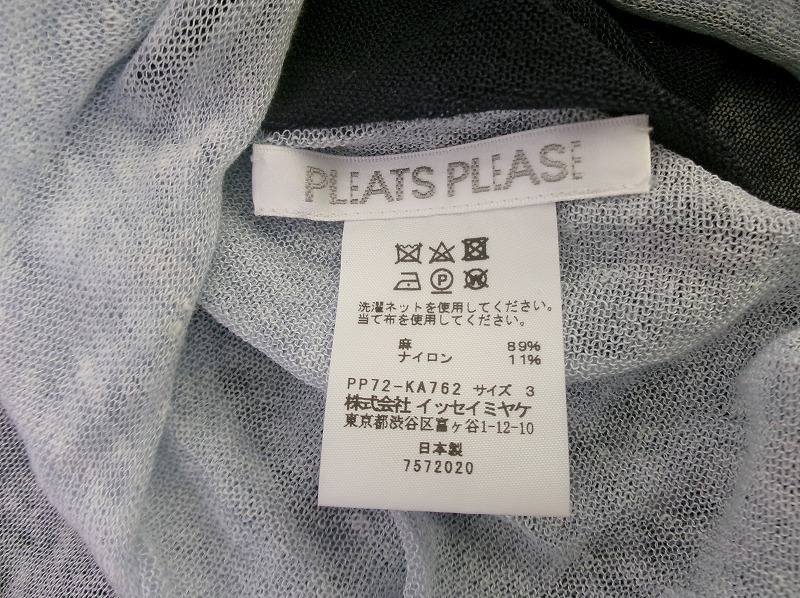 PLEATS PLEASE
P W
洗濯ネットを使用してください。
当て布を使用してください。
麻 89%
ナイロン 11%
PP72-KA762 サイズ 3
株式会社 イッセイミヤケ
東京都渋谷区富ヶ谷1-12-10
日本製
7572020